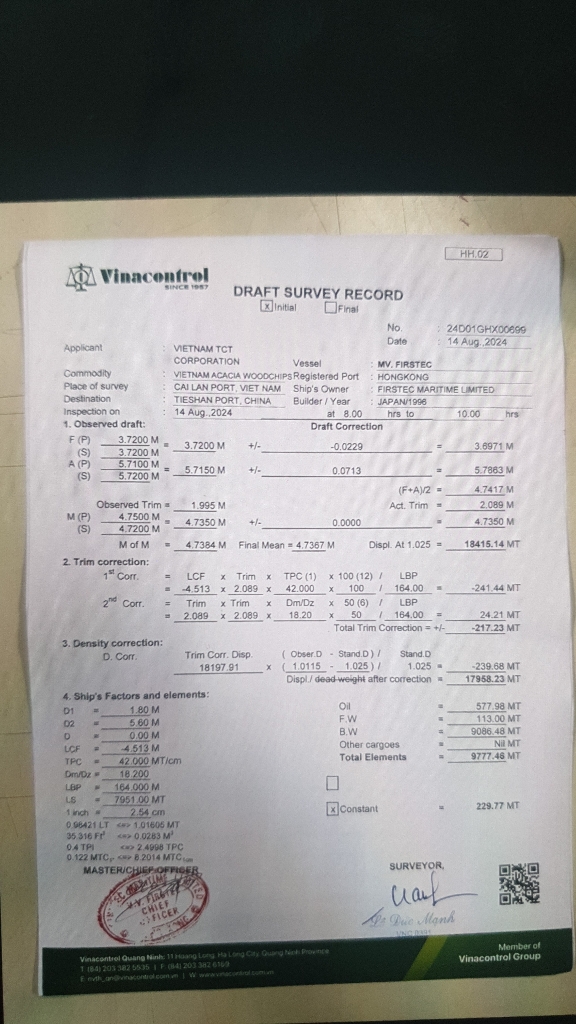 HH.02
Vinacontrol
SINCE 1957
DRAFT SURVEY RECORD
[x] Initial [ ] Final
No. : 24D01GHX00699
Date : 14 Aug.,2024
Applicant : VIETNAM TCT CORPORATION Vessel : MV. FIRSTEC
Commodity : VIETNAM ACACIA WOODCHIPS Registered Port : HONGKONG
Place of survey : CAI LAN PORT, VIET NAM Ship's Owner : FIRSTEC MARITIME LIMITED
Destination : TIESHAN PORT, CHINA Builder / Year : JAPAN/1996
Inspection on : 14 Aug.,2024 at 8.00 hrs to 10.00 hrs
1. Observed draft: Draft Correction
F (P) 3.7200 M
(S) 3.7200 M = 3.7200 M +/- -0.0229 = 3.6971 M
A (P) 5.7100 M
(S) 5.7200 M = 5.7150 M +/- 0.0713 = 5.7863 M
(F+A)/2 = 4.7417 M
Observed Trim = 1.995 M Act. Trim = 2.089 M
M (P) 4.7500 M
(S) 4.7200 M = 4.7350 M +/- 0.0000 = 4.7350 M
M of M = 4.7384 M Final Mean = 4.7367 M Displ. At 1.025 = 18415.14 MT
2. Trim correction:
1st Corr. = LCF x Trim x TPC (1) x 100 (12) / LBP
= -4.513 x 2.089 x 42.000 x 100 / 164.00 = -241.44 MT
2nd Corr. = Trim x Trim x Dm/Dz x 50 (6) / LBP
= 2.089 x 2.089 x 18.20 x 50 / 164.00 = 24.21 MT
Total Trim Correction = +/- -217.23 MT
3. Density correction:
D. Corr. Trim Corr. Disp. ( Obser.D - Stand.D ) / Stand.D
18197.91 x ( 1.0115 - 1.025 ) / 1.025 = -239.68 MT
Displ./ dead weight after correction = 17958.23 MT
4. Ship's Factors and elements:
D1 = 1.80 M Oil = 577.98 MT
D2 = 5.60 M F.W = 113.00 MT
D = 0.00 M B.W = 9086.48 MT
LCF = -4.513 M Other cargoes = Nil MT
TPC = 42.000 MT/cm Total Elements = 9777.46 MT
Dm/Dz = 18.200
LBP = 164.000 M
LS = 7951.00 MT
1 inch = 2.54 cm [x] Constant = 229.77 MT
0.98421 LT <=> 1.01605 MT
35.316 Ft³ <=> 0.0283 M³
0.4 TPI <=> 2.4998 TPC
0.122 MTC <=> 8.2014 MTC
MASTER/CHIEF OFFICER SURVEYOR,
CHIEF
OFFICER
Le Duc Manh
Vinacontrol Quang Ninh: 11 Hoang Long, Ha Long City, Quang Ninh Province
Member of
Vinacontrol Group